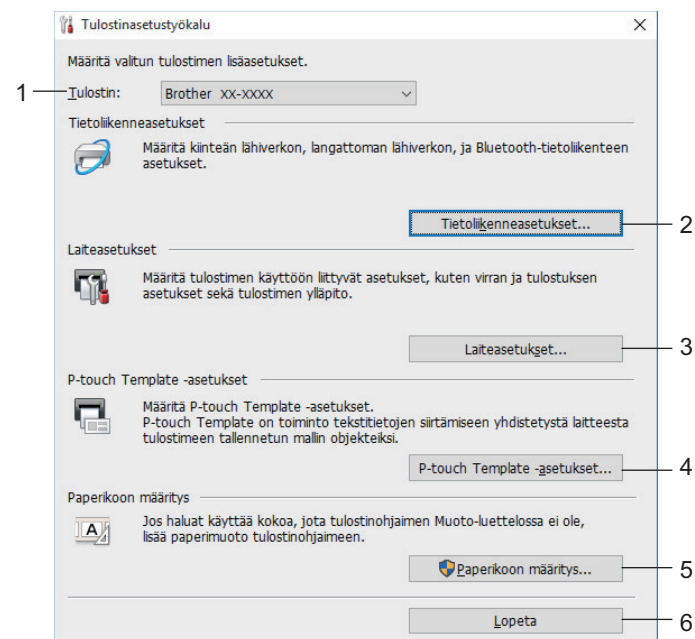 Tulostinasetustyökalu
Määritä valitun tulostimen lisäasetukset.
1
Tulostin:
Brother XX-XXXX
Tietoliikenneasetukset
Määritä kiinteän lähiverkon, langattoman lähiverkon, ja Bluetooth-tietoliikenteen
asetukset.
Tietoliikenneasetukset...
2
Laiteasetukset
Määritä tulostimen käyttöön liittyvät asetukset, kuten virran ja tulostuksen
asetukset sekä tulostimen ylläpito.
Laiteasetukset...
3
P-touch Template -asetukset
Määritä P-touch Template -asetukset.
P-touch Template on toiminto tekstitietojen siirtämiseen yhdistetystä laitteesta
tulostimeen tallennetun mallin objekteiksi.
P-touch Template -asetukset...
4
Paperikoon määritys
Jos haluat käyttää kokoa, jota tulostinohjaimen Muoto-luettelossa ei ole,
lisää paperimuoto tulostinohjaimeen.
A
Paperikoon määritys...
5
Lopeta
6